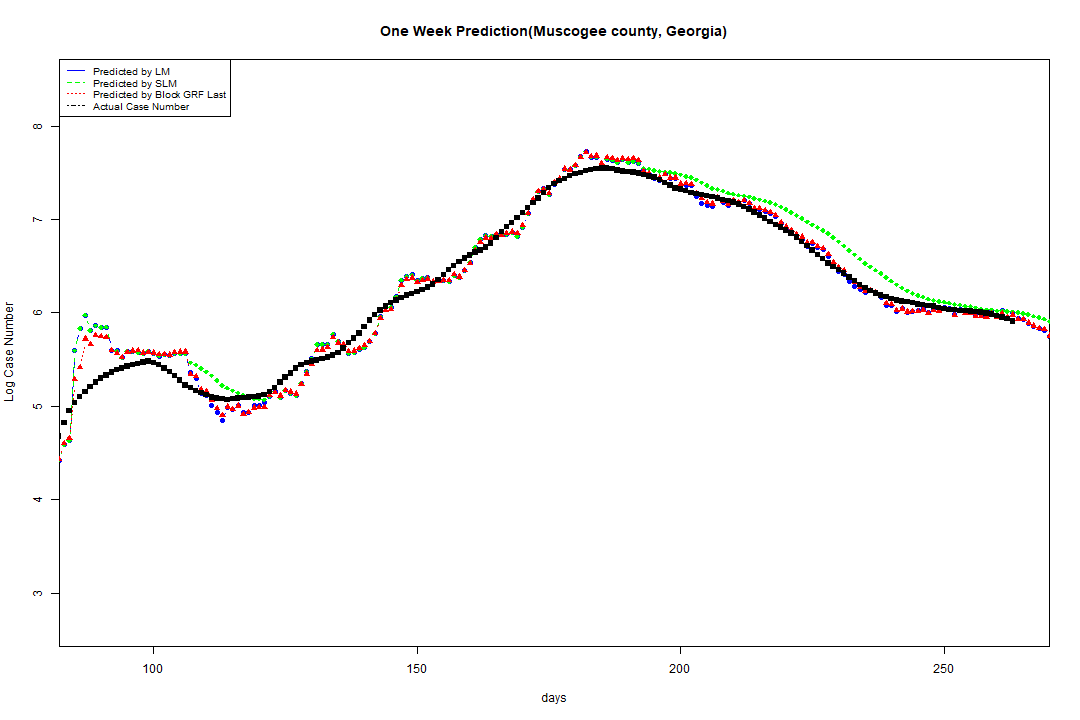 One Week Prediction(Muscogee county, Georgia)
Predicted by LM
Predicted by SLM
Predicted by Block GRF Last
Actual Case Number
Log Case Number
8
7
6
5
4
3
100 150 200 250
days